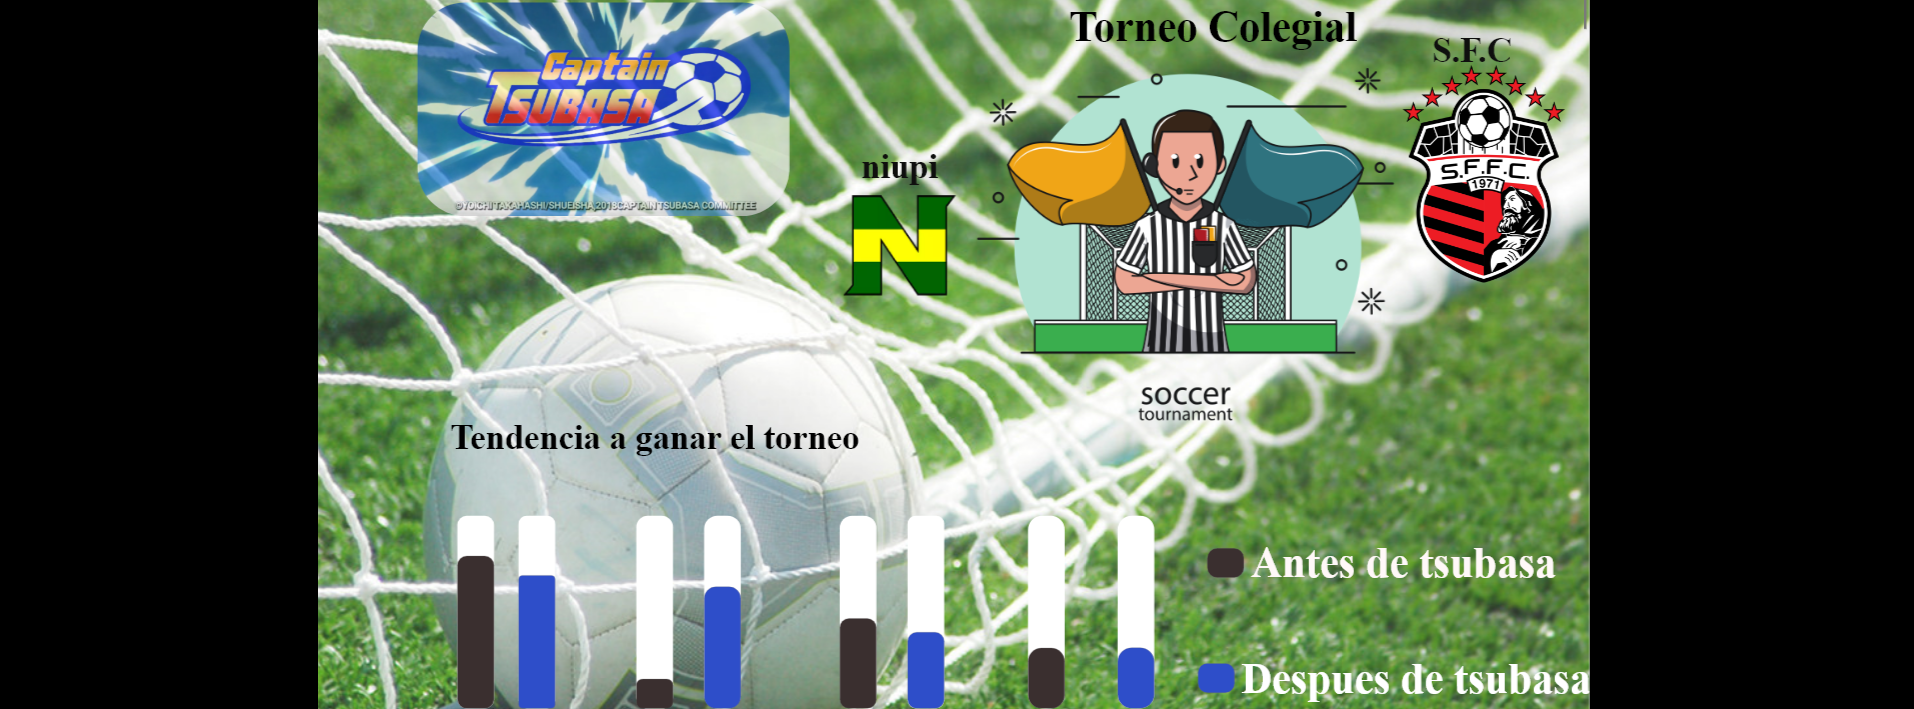 Torneo Colegial
Captain
TSUBASA
©YOICHI TAKAHASHI/SHUEISHA,2018CAPTAIN TSUBASA COMMITTEE
niupi
N
S.F.C
S.F.F.C.
1971
soccer
tournament
Tendencia a ganar el torneo
Antes de tsubasa
Despues de tsubasa